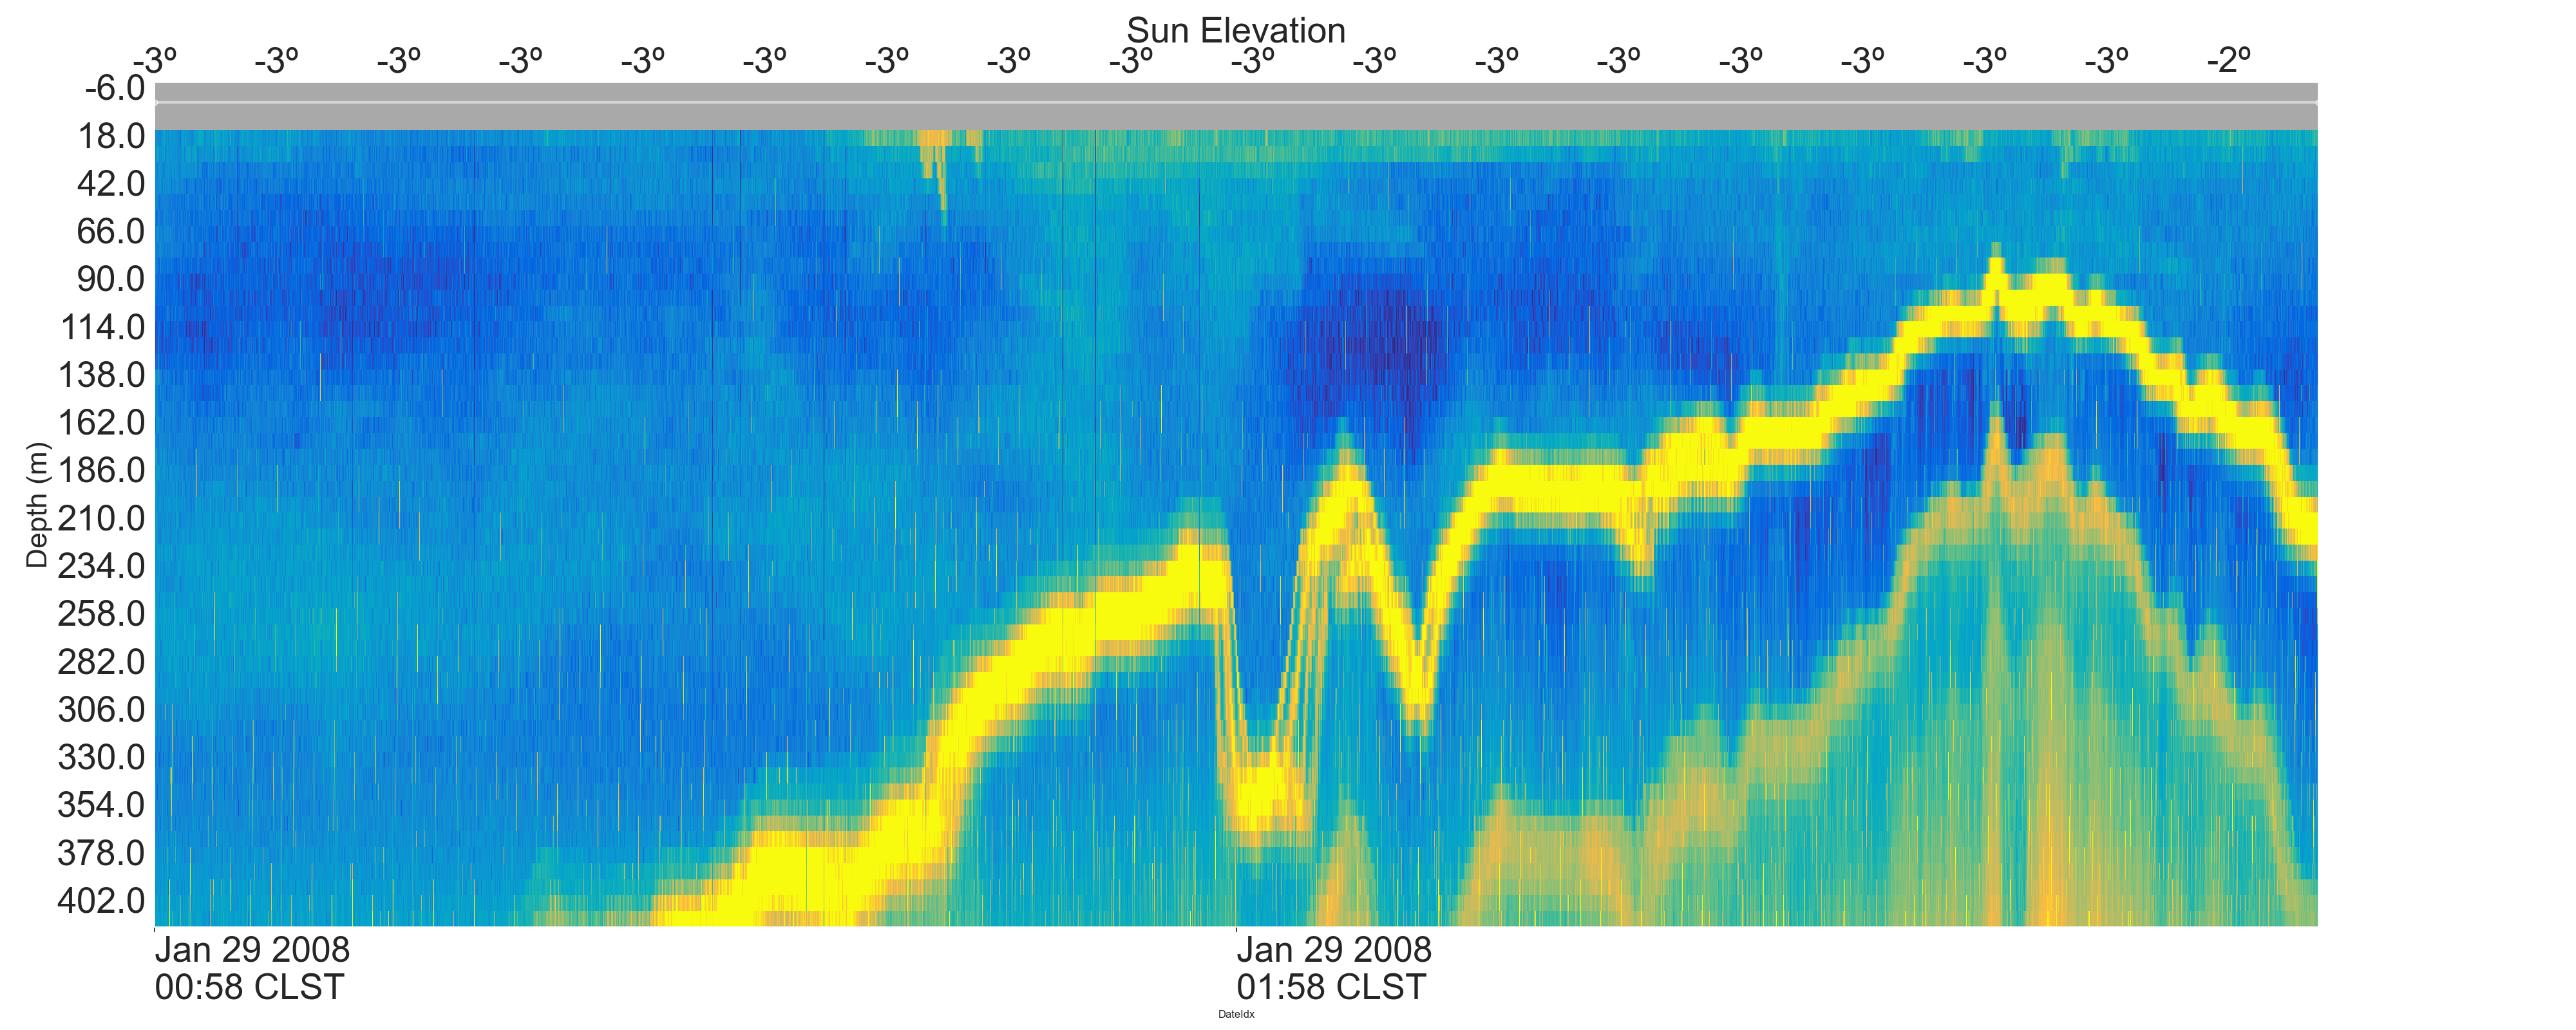 Sun Elevation
-3º -3º -3º -3º -3º -3º -3º -3º -3º -3º -3º -3º -3º -3º -3º -3º -3º -2º
-6.0
18.0
42.0
66.0
90.0
114.0
138.0
162.0
186.0
210.0
234.0
258.0
282.0
306.0
330.0
354.0
378.0
402.0
Depth (m)
Jan 29 2008
00:58 CLST
Jan 29 2008
01:58 CLST
DateIdx